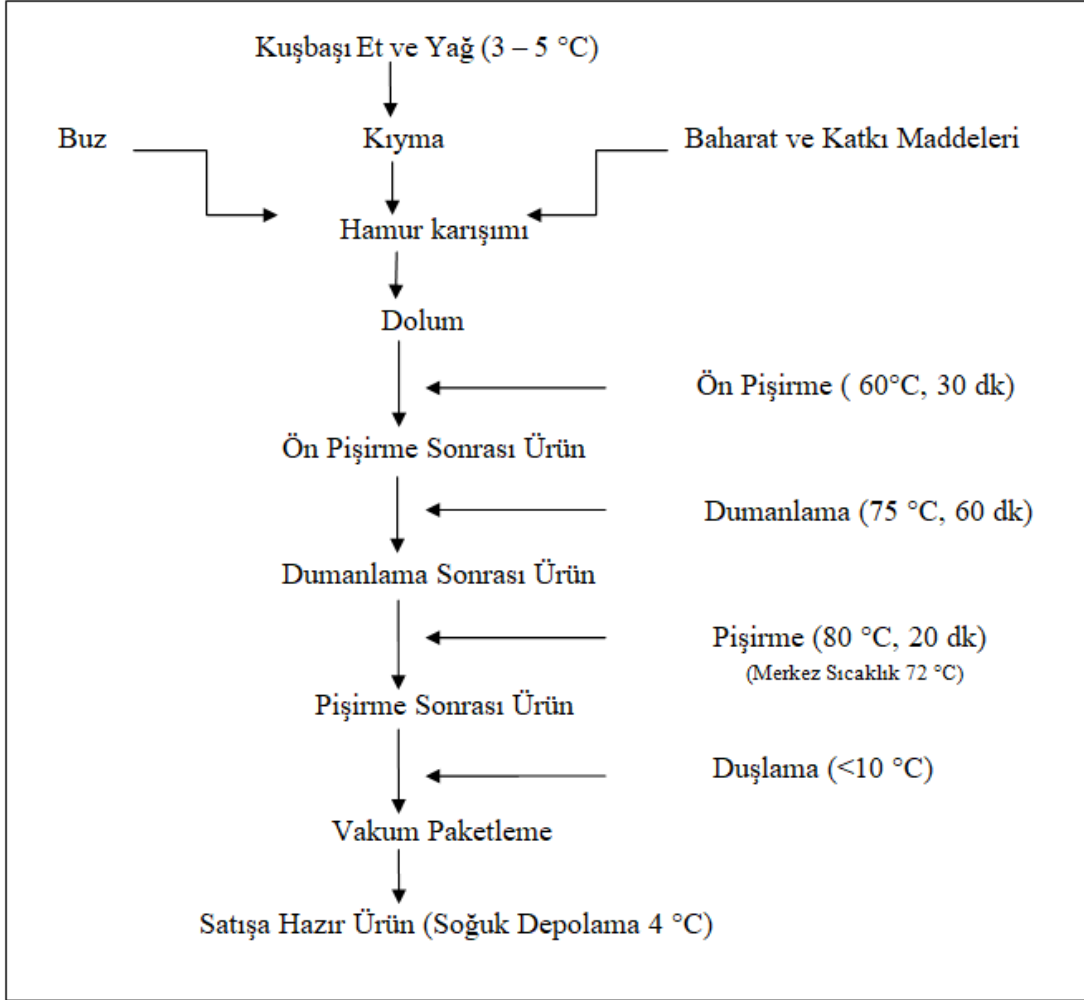 Kuşbaşı Et ve Yağ (3 – 5 °C)
Buz
Kıyma
Baharat ve Katkı Maddeleri
Hamur karışımı
Dolum
Ön Pişirme ( 60°C, 30 dk)
Ön Pişirme Sonrası Ürün
Dumanlama (75 °C, 60 dk)
Dumanlama Sonrası Ürün
Pişirme (80 °C, 20 dk)
(Merkez Sıcaklık 72 °C)
Pişirme Sonrası Ürün
Duşlama (<10 °C)
Vakum Paketleme
Satışa Hazır Ürün (Soğuk Depolama 4 °C)